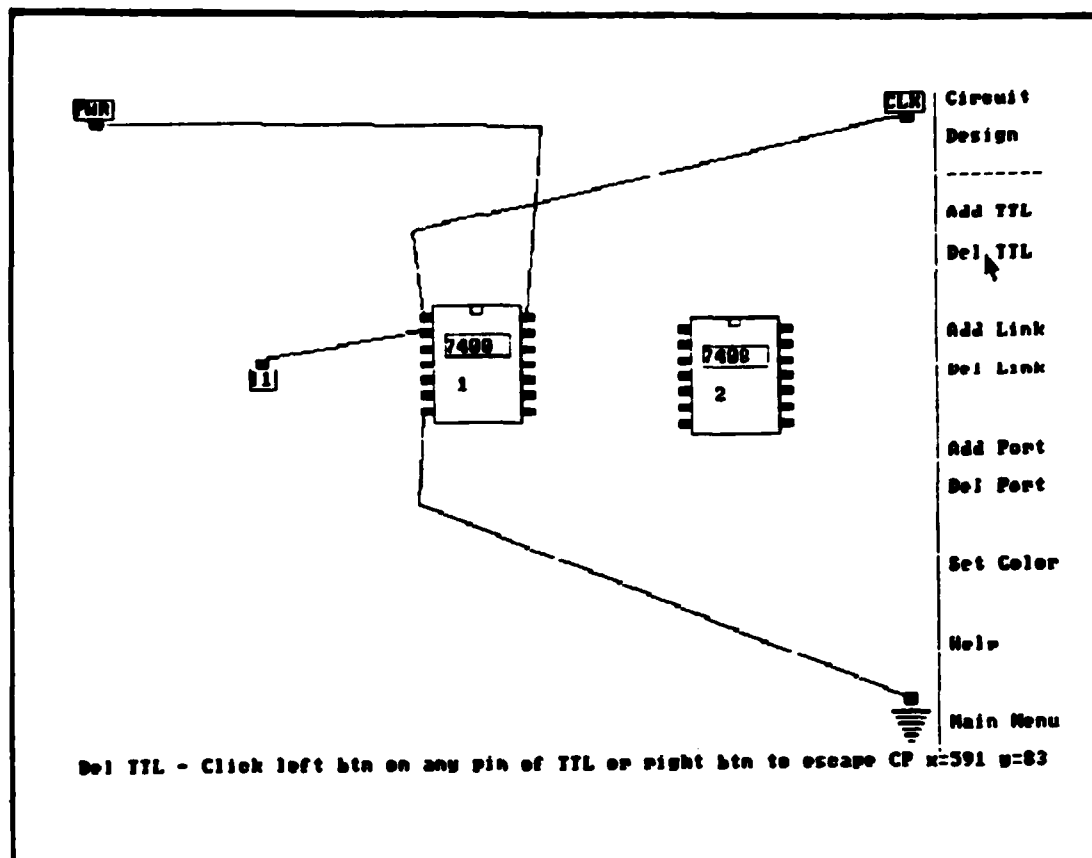 PWR
CLK
Circuit
Design
--------
Add TTL
Del TTL
7400
1
7400
2
Add Link
Del Link
Add Port
Del Port
Set Color
Help
Main Menu
Del TTL - Click left btn on any pin of TTL or right btn to escape CP x=591 y=83